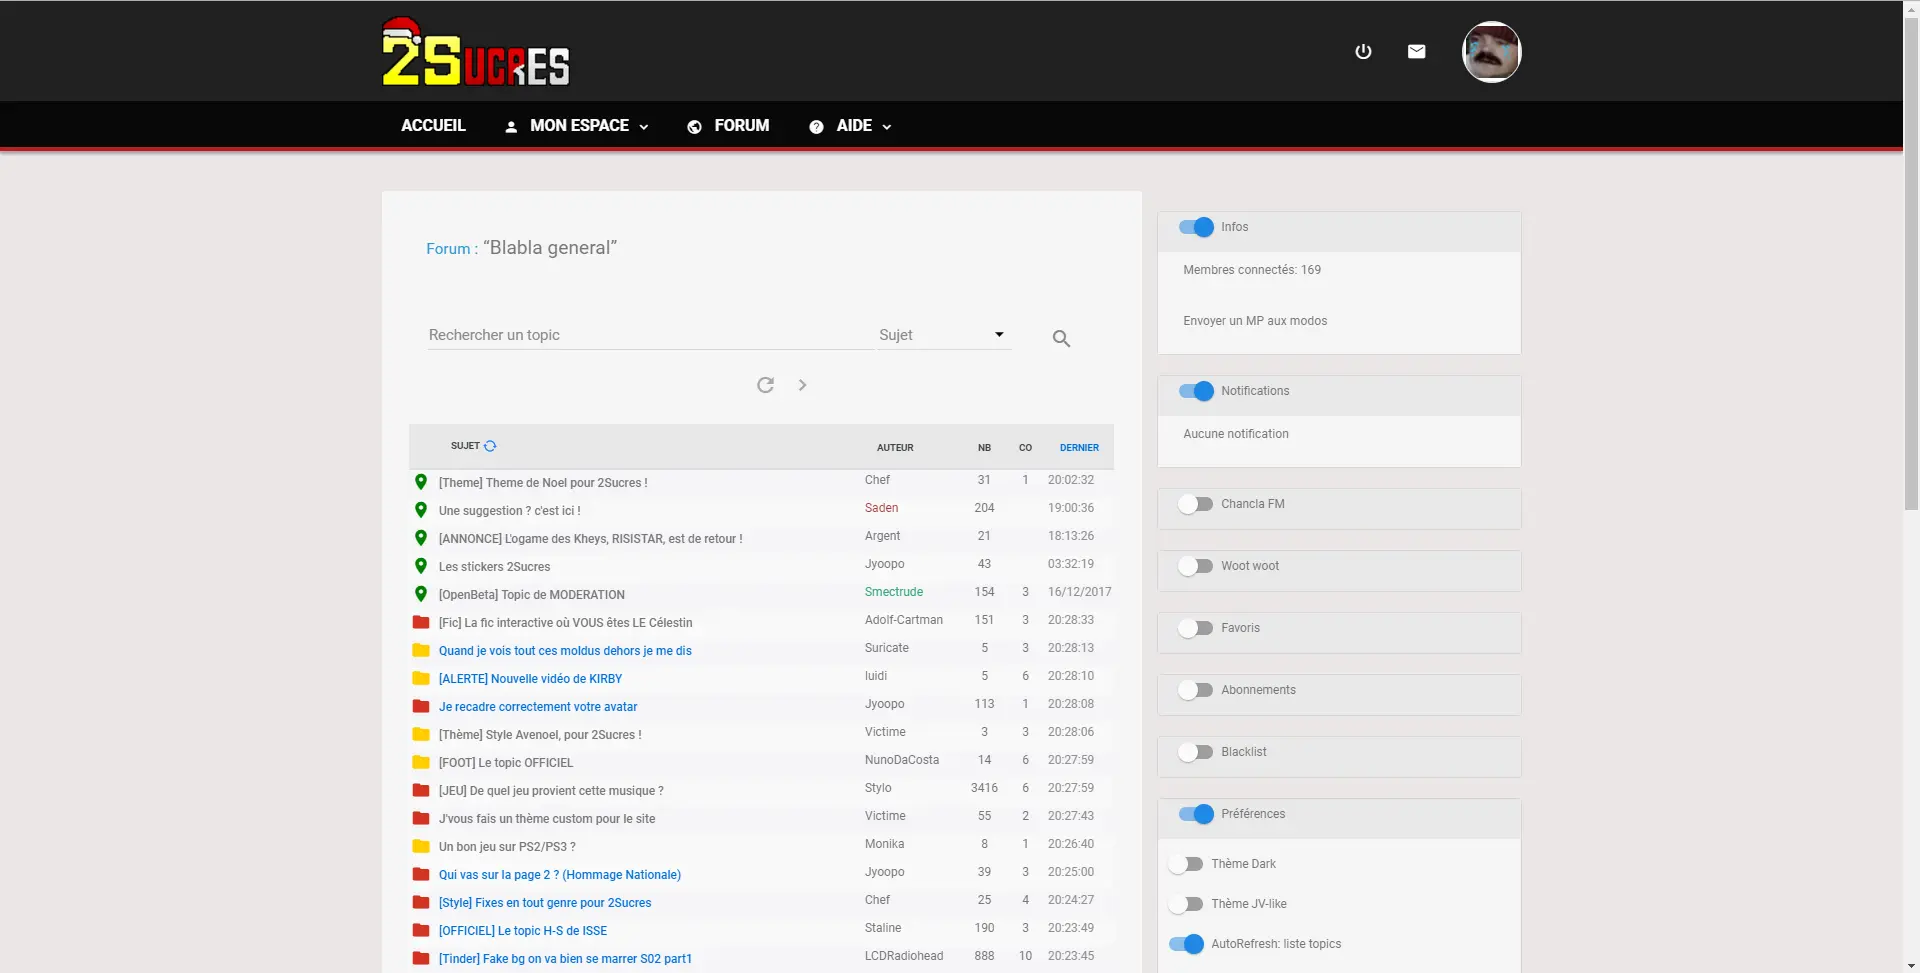 2SUCRES
ACCUEIL MON ESPACE FORUM AIDE
Forum : “Blabla general”
Rechercher un topic Sujet
SUJET AUTEUR NB CO DERNIER
[Theme] Theme de Noel pour 2Sucres ! Chef 31 1 20:02:32
Une suggestion ? c'est ici ! Saden 204 19:00:36
[ANNONCE] L'ogame des Kheys, RISISTAR, est de retour ! Argent 21 18:13:26
Les stickers 2Sucres Jyoopo 43 03:32:19
[OpenBeta] Topic de MODERATION Smectrude 154 3 16/12/2017
[Fic] La fic interactive où VOUS êtes LE Célestin Adolf-Cartman 151 3 20:28:33
Quand je vois tout ces moldus dehors je me dis Suricate 5 3 20:28:13
[ALERTE] Nouvelle vidéo de KIRBY luidi 5 6 20:28:10
Je recadre correctement votre avatar Jyoopo 113 1 20:28:08
[Thème] Style Avenoel, pour 2Sucres ! Victime 3 3 20:28:06
[FOOT] Le topic OFFICIEL NunoDaCosta 14 6 20:27:59
[JEU] De quel jeu provient cette musique ? Stylo 3416 6 20:27:59
J'vous fais un thème custom pour le site Victime 55 2 20:27:43
Un bon jeu sur PS2/PS3 ? Monika 8 1 20:26:40
Qui vas sur la page 2 ? (Hommage Nationale) Jyoopo 39 3 20:25:00
[Style] Fixes en tout genre pour 2Sucres Chef 25 4 20:24:27
[OFFICIEL] Le topic H-S de ISSE Staline 190 3 20:23:49
[Tinder] Fake bg on va bien se marrer S02 part1 LCDRadiohead 888 10 20:23:45
Infos
Membres connectés: 169
Envoyer un MP aux modos
Notifications
Aucune notification
Chancla FM
Woot woot
Favoris
Abonnements
Blacklist
Préférences
Thème Dark
Thème JV-like
AutoRefresh: liste topics